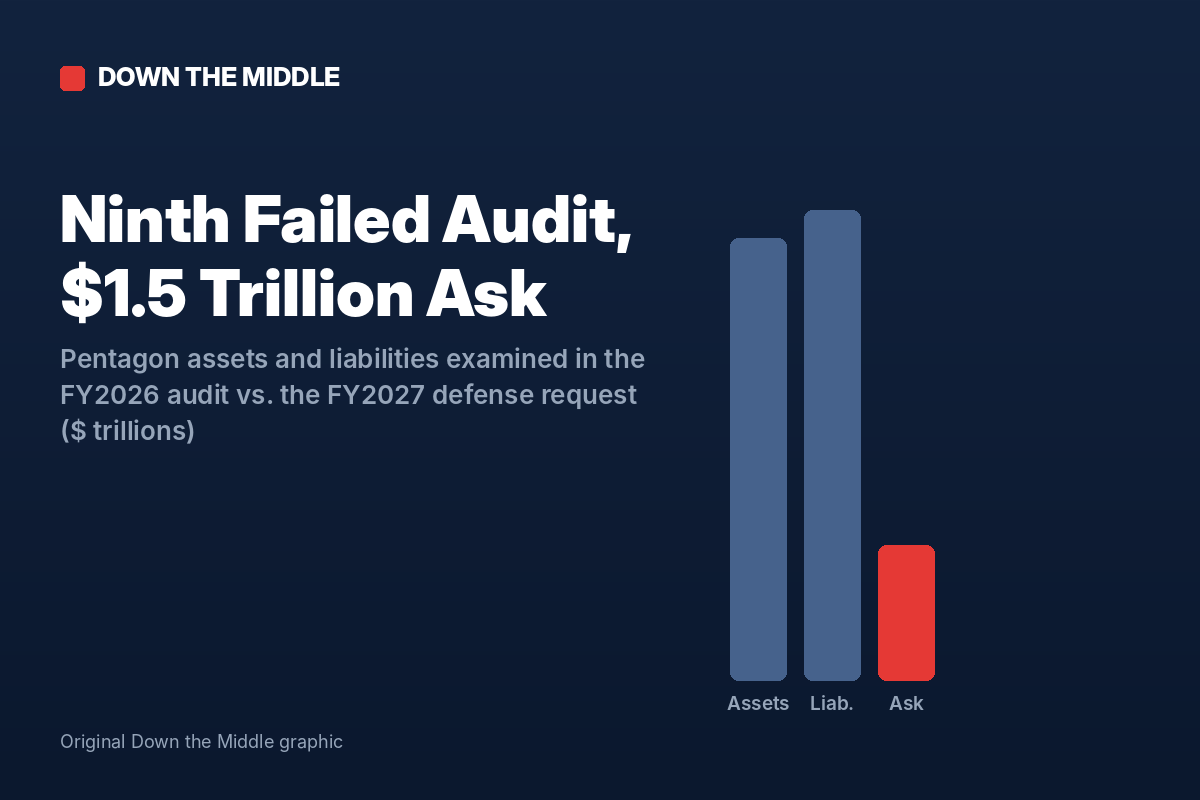 DOWN THE MIDDLE
Ninth Failed Audit,
$1.5 Trillion Ask
Pentagon assets and liabilities examined in the
FY2026 audit vs. the FY2027 defense request
($ trillions)
Assets Liab. Ask
Original Down the Middle graphic